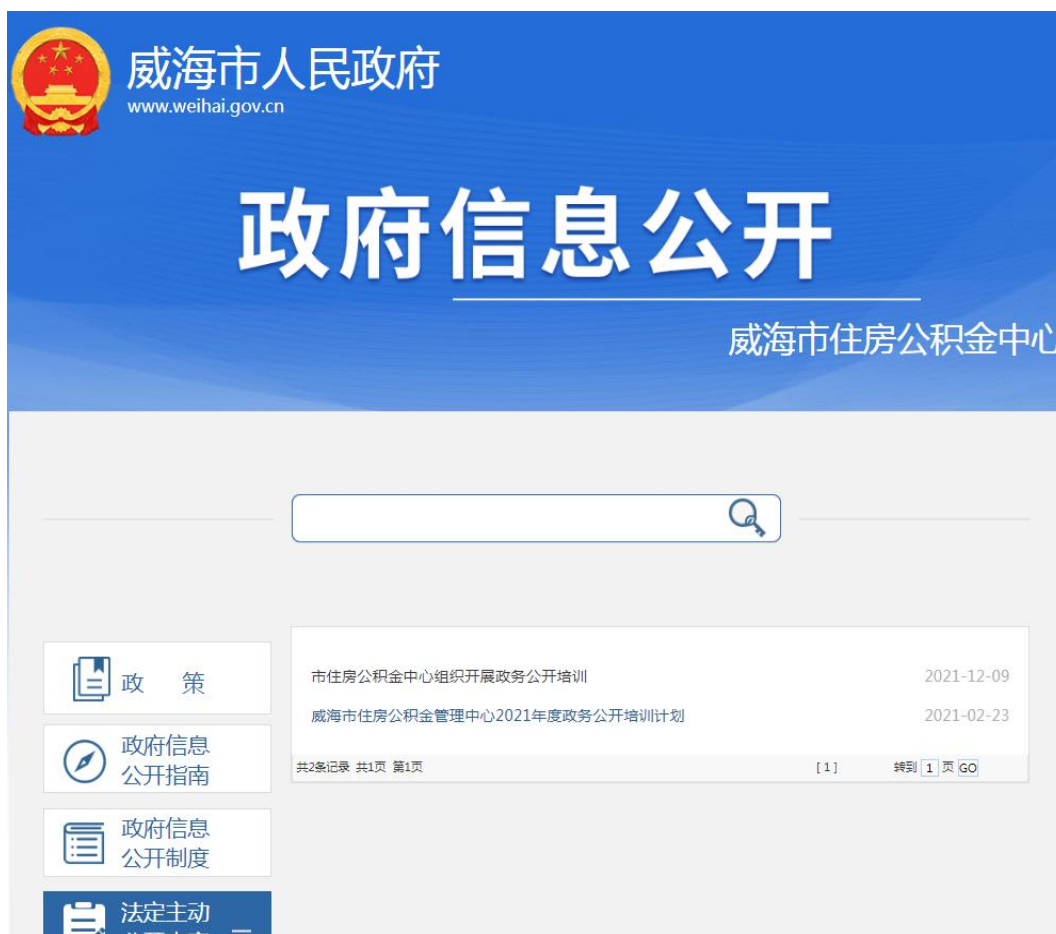 威海市人民政府
www.weihai.gov.cn
政府信息公开
威海市住房公积金中心
政 策
政府信息
公开指南
政府信息
公开制度
法定主动
市住房公积金中心组织开展政务公开培训 2021-12-09
威海市住房公积金管理中心2021年度政务公开培训计划 2021-02-23
共2条记录 共1页 第1页 [1] 转到 1 页 GO